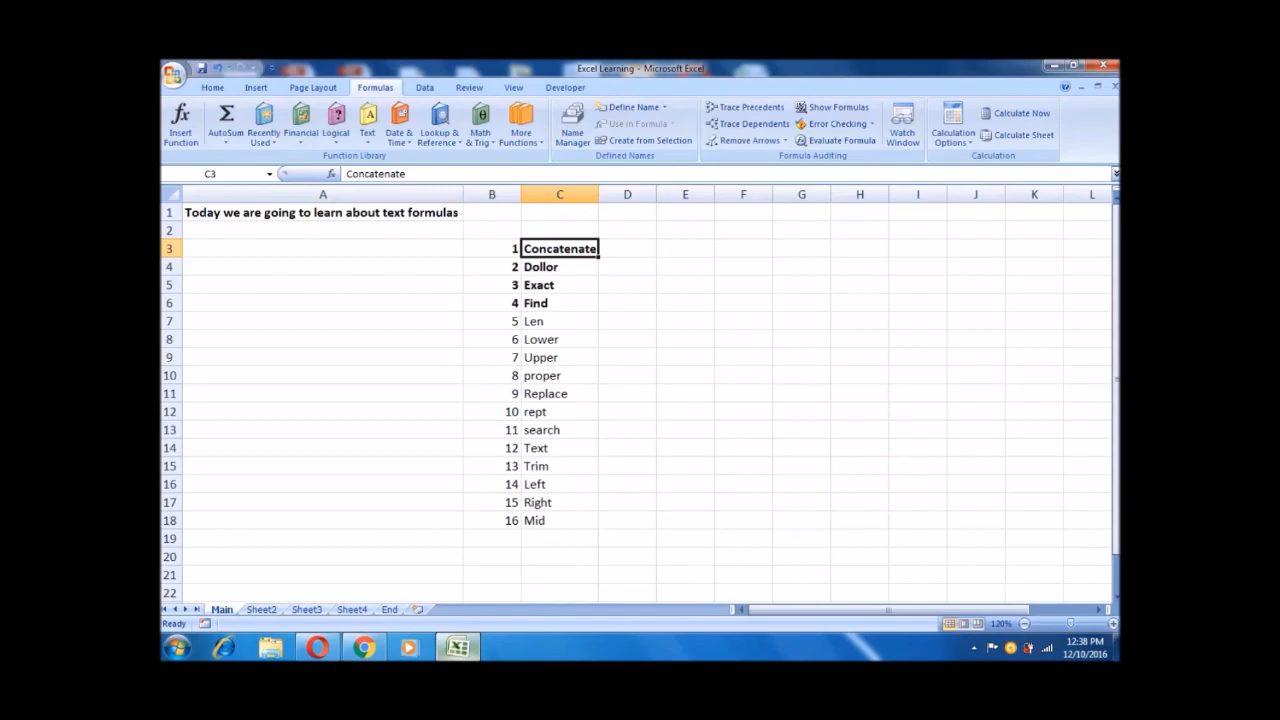 Excel Learning - Microsoft Excel
Home Insert Page Layout Formulas Data Review View Developer
Insert Function
AutoSum
Recently Used
Financial
Logical
Text
Date & Time
Lookup & Reference
Math & Trig
More Functions
Function Library
Name Manager
Define Name
Use in Formula
Create from Selection
Defined Names
Trace Precedents
Trace Dependents
Remove Arrows
Show Formulas
Error Checking
Evaluate Formula
Formula Auditing
Watch Window
Calculation Options
Calculate Now
Calculate Sheet
Calculation
C3 fx Concatenate
A B C D E F G H I J K L
1 Today we are going to learn about text formulas
2
3 1 Concatenate
4 2 Dollor
5 3 Exact
6 4 Find
7 5 Len
8 6 Lower
9 7 Upper
10 8 proper
11 9 Replace
12 10 rept
13 11 search
14 12 Text
15 13 Trim
16 14 Left
17 15 Right
18 16 Mid
19
20
21
22
Main Sheet2 Sheet3 Sheet4 End
Ready 120%
12:38 PM
12/10/2016